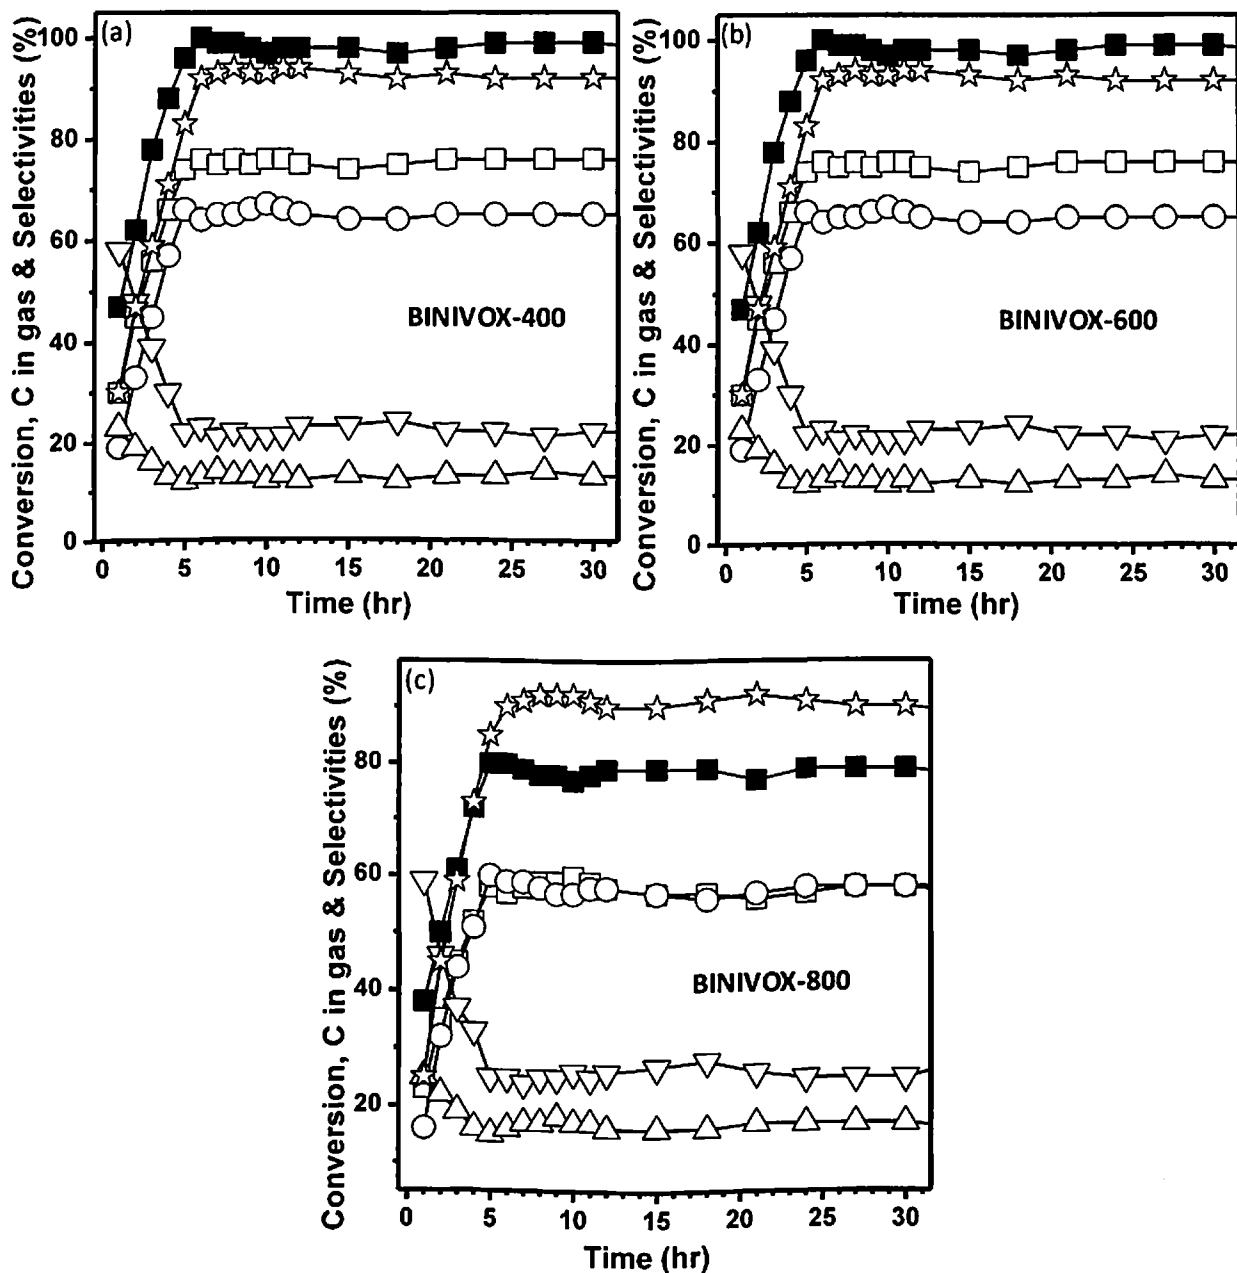 (a)
Conversion, C in gas & Selectivities (%)
100
80
60
40
20
0
BINIVOX-400
0 5 10 15 20 25 30
Time (hr)
(b)
Conversion, C in gas & Selectivities (%)
100
80
60
40
20
0
BINIVOX-600
0 5 10 15 20 25 30
Time (hr)
(c)
Conversion, C in gas & Selectivities (%)
80
60
40
20
BINIVOX-800
0 5 10 15 20 25 30
Time (hr)